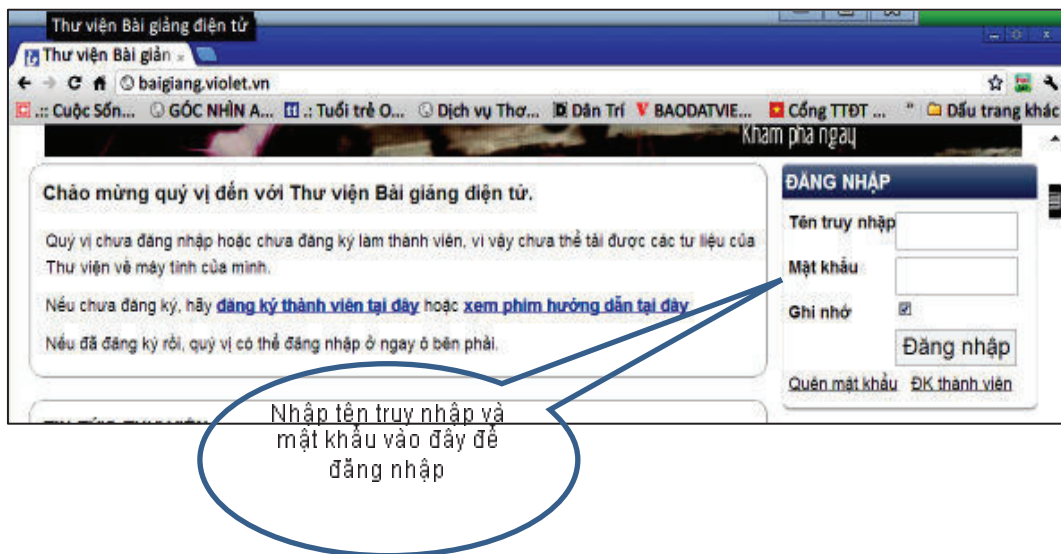 Thư viện Bài giảng điện tử
Thư viện Bài giản
baigiang.violet.vn
.:: Cuộc Sốn... GÓC NHÌN A... .: Tuổi trẻ O... Dịch vụ Thơ... Dân Trí BAODATVIE... Cổng TTĐT ... " Dấu trang khác
Khám phá ngay
Chào mừng quý vị đến với Thư viện Bài giảng điện tử.
Quý vị chưa đăng nhập hoặc chưa đăng ký làm thành viên, vì vậy chưa thể tải được các tư liệu của
Thư viện về máy tính của mình.
Nếu chưa đăng ký, hãy đăng ký thành viên tại đây hoặc xem phim hướng dẫn tại đây
Nếu đã đăng ký rồi, quý vị có thể đăng nhập ở ngay ô bên phải.
ĐĂNG NHẬP
Tên truy nhập
Mật khẩu
Ghi nhớ
Đăng nhập
Quên mật khẩu ĐK thành viên
Nhập tên truy nhập và
mật khẩu vào đây để
đăng nhập